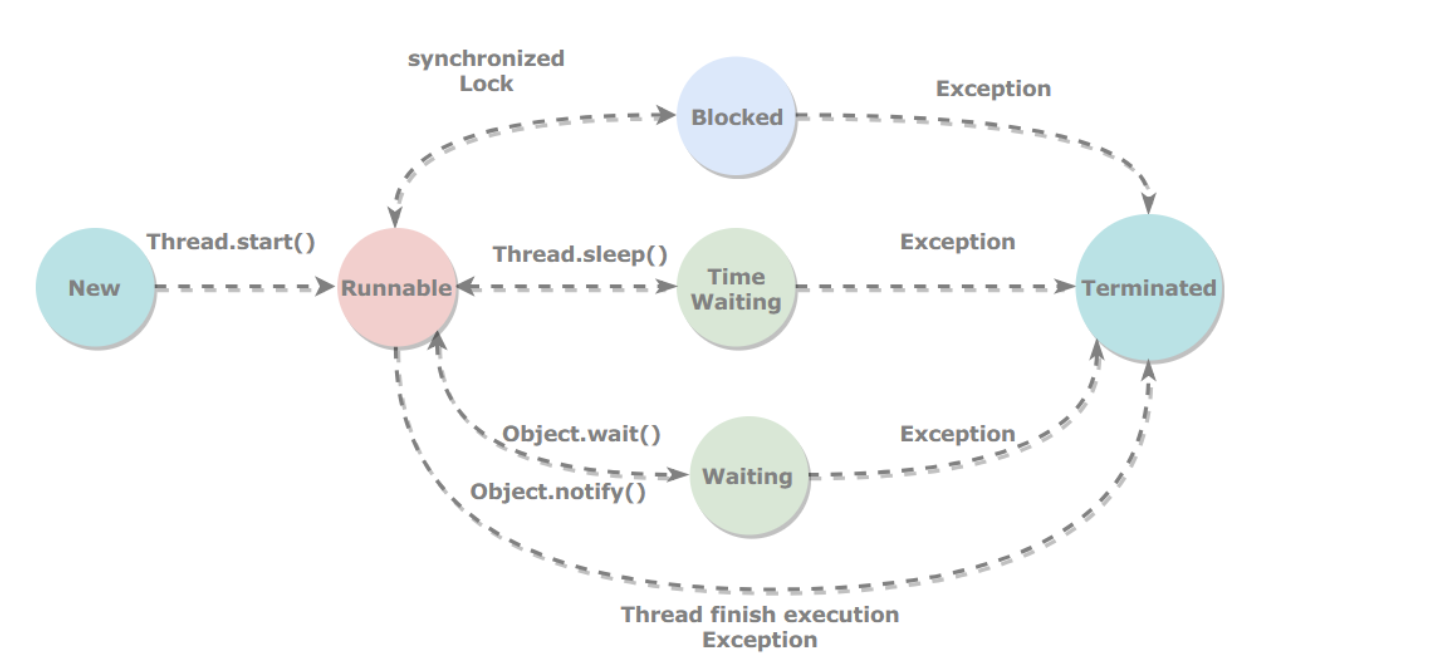 synchronized
Lock
Blocked
Exception
New
Thread.start()
Runnable
Thread.sleep()
Time
Waiting
Exception
Terminated
Object.wait()
Object.notify()
Waiting
Exception
Thread finish execution
Exception